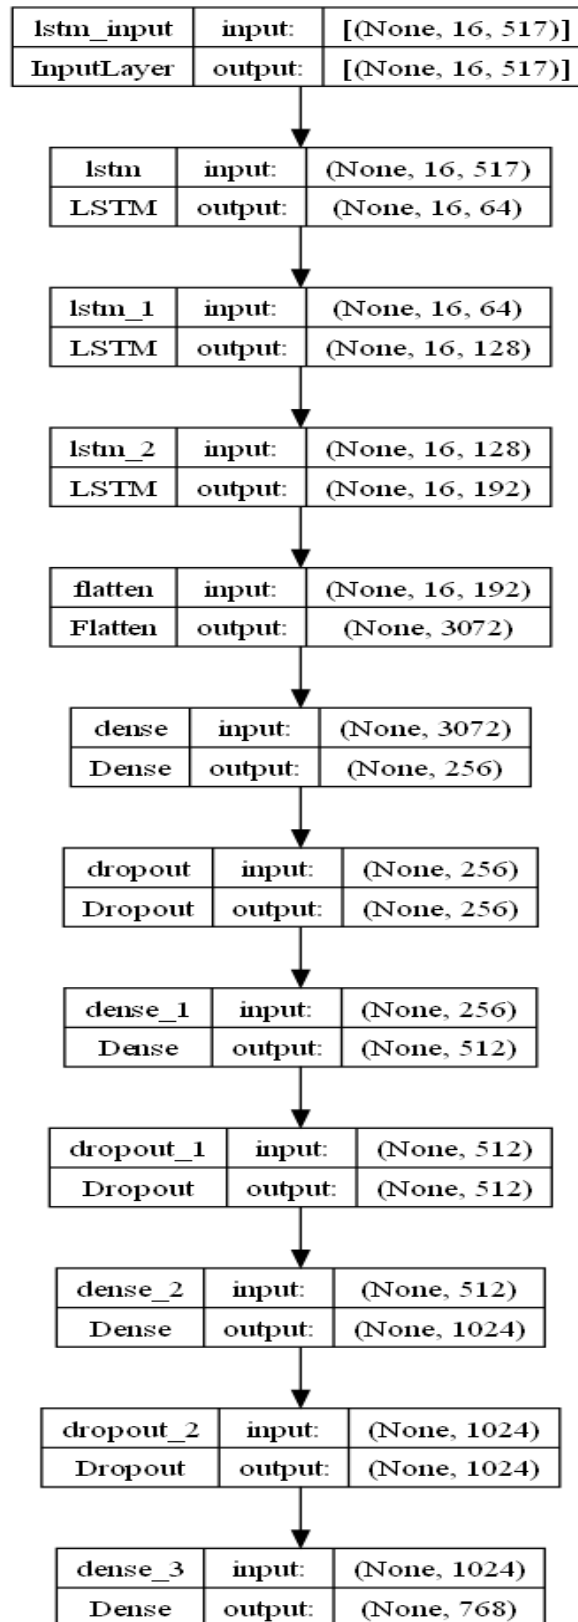 lstm_input input: [(None, 16, 517)]
InputLayer output: [(None, 16, 517)]
lstm input: (None, 16, 517)
LSTM output: (None, 16, 64)
lstm_1 input: (None, 16, 64)
LSTM output: (None, 16, 128)
lstm_2 input: (None, 16, 128)
LSTM output: (None, 16, 192)
flatten input: (None, 16, 192)
Flatten output: (None, 3072)
dense input: (None, 3072)
Dense output: (None, 256)
dropout input: (None, 256)
Dropout output: (None, 256)
dense_1 input: (None, 256)
Dense output: (None, 512)
dropout_1 input: (None, 512)
Dropout output: (None, 512)
dense_2 input: (None, 512)
Dense output: (None, 1024)
dropout_2 input: (None, 1024)
Dropout output: (None, 1024)
dense_3 input: (None, 1024)
Dense output: (None, 768)